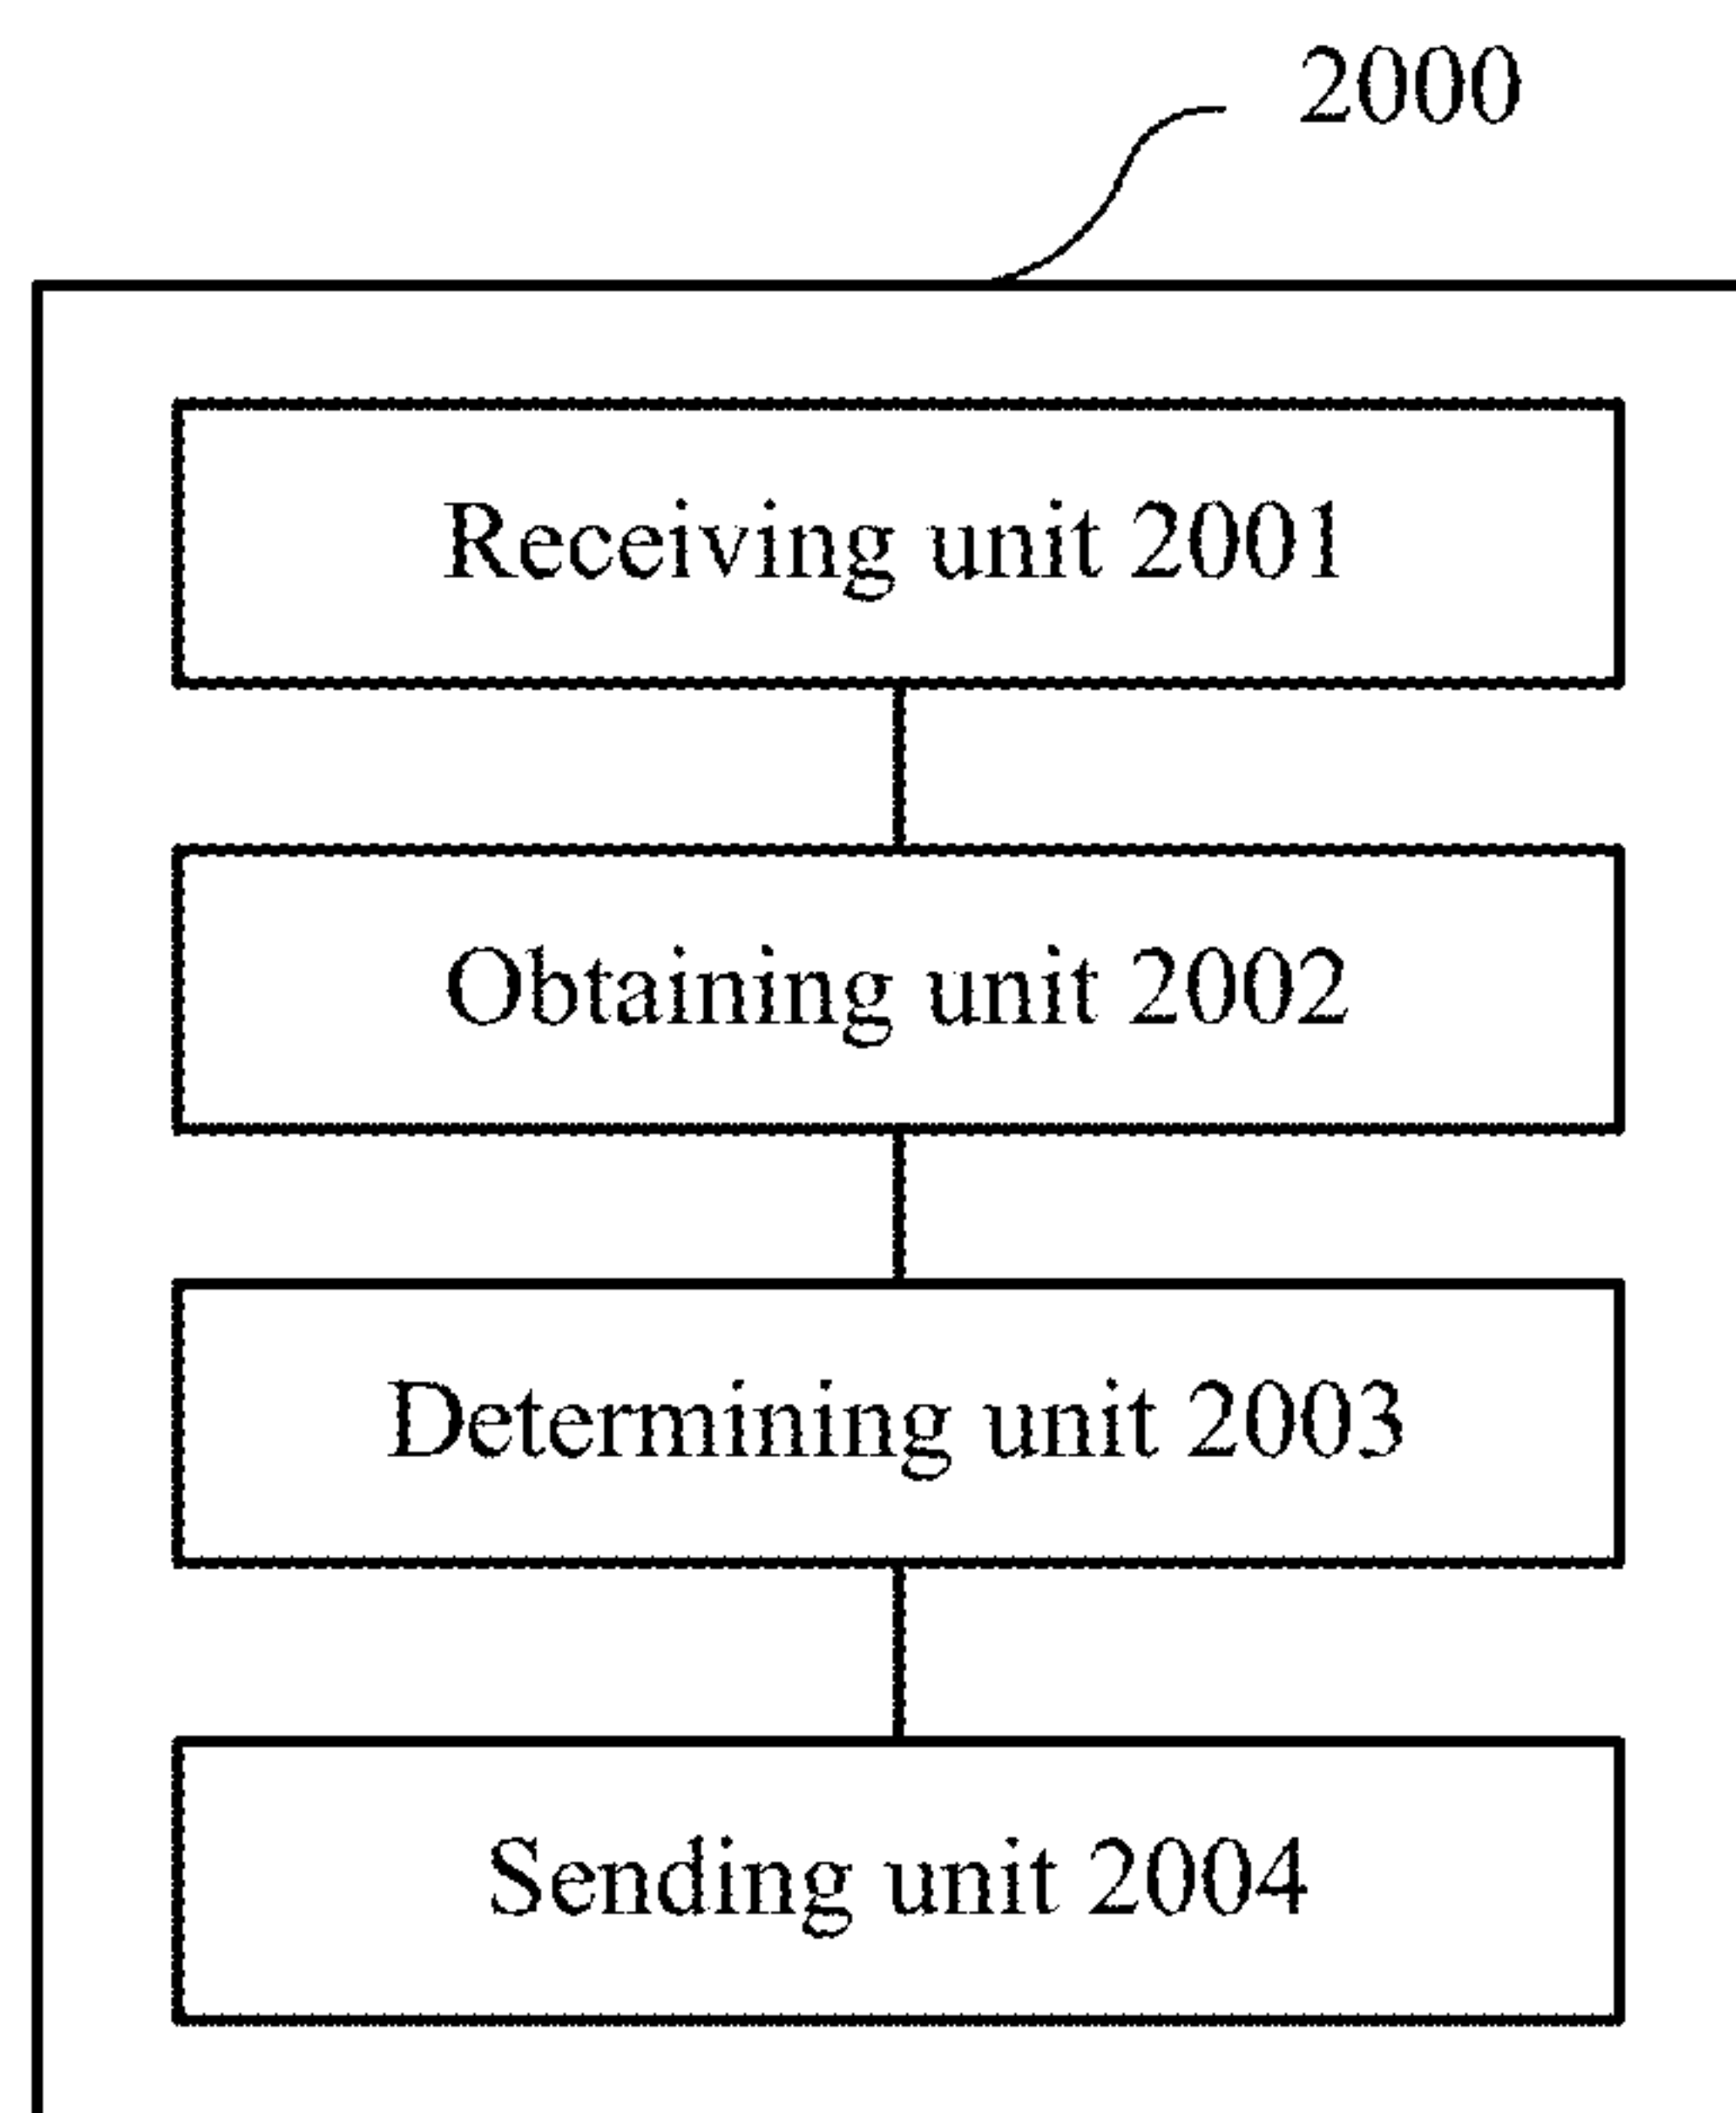 2000
Receiving unit 2001
Obtaining unit 2002
Determining unit 2003
Sending unit 2004